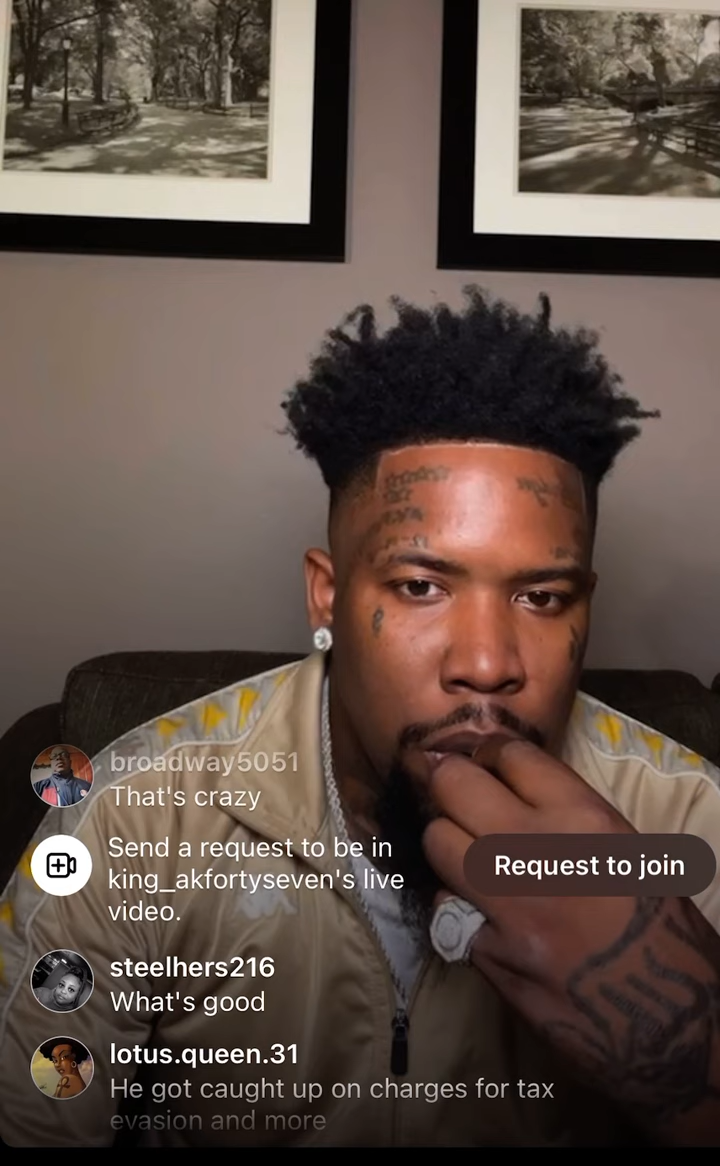 broadway5051
That's crazy
Send a request to be in
king_akfortyseven's live
video.
Request to join
steelhers216
What's good
lotus.queen.31
He got caught up on charges for tax
evasion and more